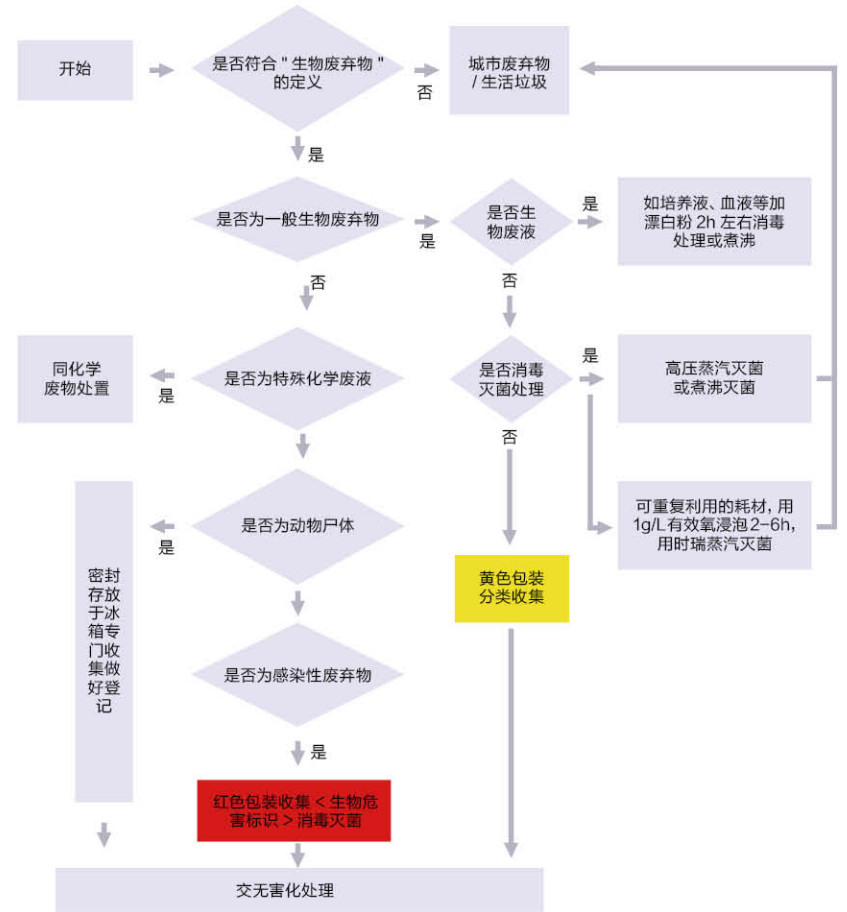 开始
是否符合＂生物废弃物＂
的定义
否
城市废弃物
/ 生活垃圾
是
是否为一般生物废弃物
是
是否生
物废液
是
如培养液、血液等加
漂白粉 2h 左右消毒
处理或煮沸
否
否
同化学
废物处置
是
是否为特殊化学废液
是否消毒
灭菌处理
是
高压蒸汽灭菌
或煮沸灭菌
否
是否为动物尸体
是
可重复利用的耗材，用
1g/L有效氧浸泡2-6h，
用时瑞蒸汽灭菌
密封
存放
于冰
箱专
门收
集做
好登
记
黄色包装
分类收集
是否为感染性废弃物
是
红色包装收集 < 生物危
害标识 > 消毒灭菌
交无害化处理